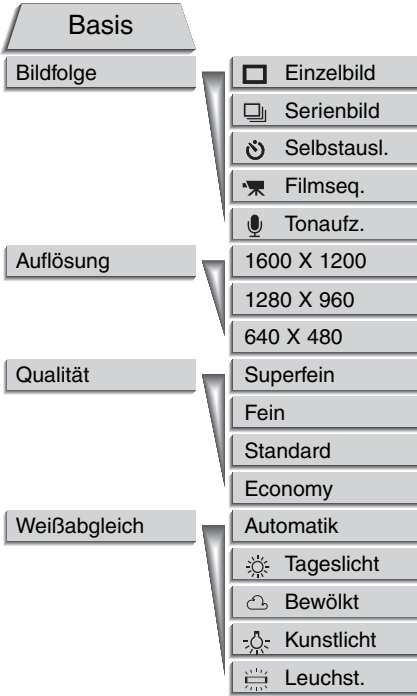 Basis
Bildfolge
Einzelbild
Serienbild
Selbstausl.
Filmseq.
Tonaufz.
Auflösung
1600 X 1200
1280 X 960
640 X 480
Qualität
Superfein
Fein
Standard
Economy
Weißabgleich
Automatik
Tageslicht
Bewölkt
Kunstlicht
Leuchst.